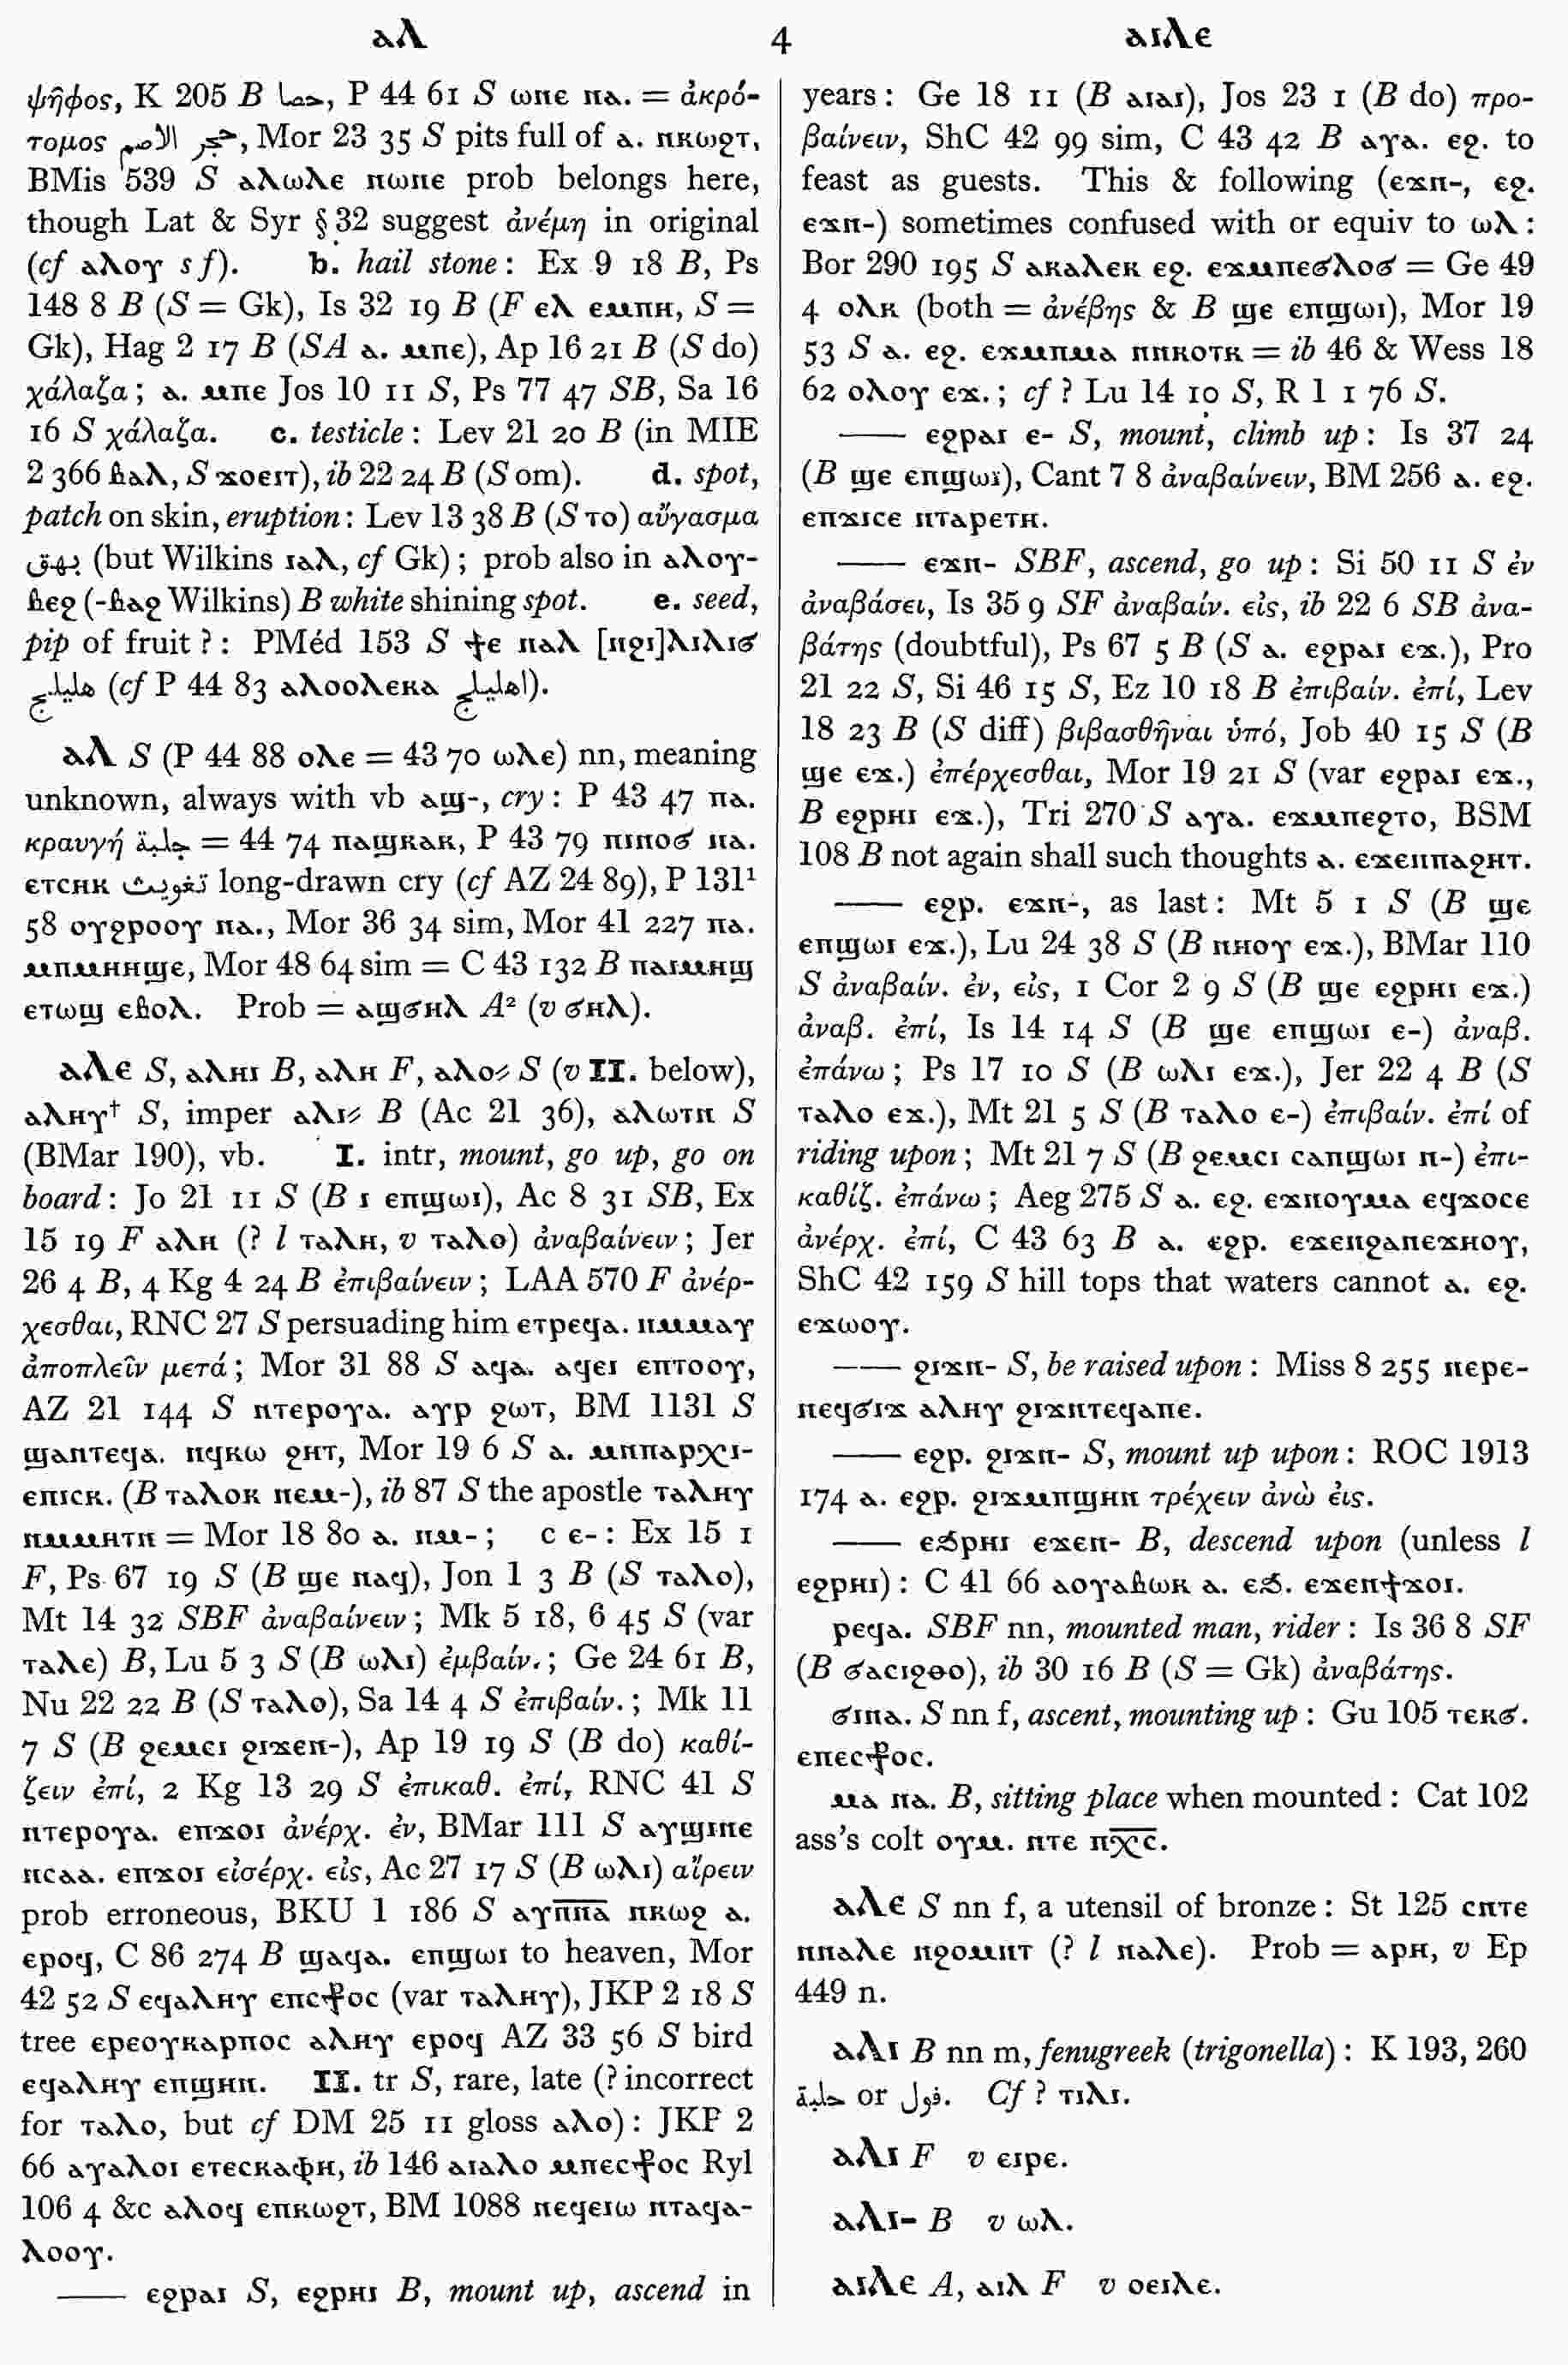 ⲁⲗ 4 ⲁⲓⲗⲉ
ψῆφος, K 205 B حصا, P 44 61 S ⲱⲛⲉ ⲛⲁ. = ἀκρό-
τομος حجر الاصم, Mor 23 35 S pits full of ⲁ. ⲛⲕⲱϩⲧ,
BMis 539 S ⲁⲗⲱⲗⲉ ⲛⲱⲛⲉ prob belongs here,
though Lat & Syr § 32 suggest ἀνέμη in original
(cf ⲁⲗⲟⲩ s f). b. hail stone: Ex 9 18 B, Ps
148 8 B (S = Gk), Is 32 19 B (F ⲉⲗ ⲉⲙⲡⲏ, S =
Gk), Hag 2 17 B (SA ⲁ. ⲙⲡⲉ), Ap 16 21 B (S do)
χάλαζα; ⲁ. ⲙⲡⲉ Jos 10 11 S, Ps 77 47 SB, Sa 16
16 S χάλαζα. c. testicle: Lev 21 20 B (in MIE
2 366 ⲃⲁⲗ, S ϫⲟⲉⲓⲧ), ib 22 24 B (S om). d. spot,
patch on skin, eruption: Lev 13 38 B (S ⲧⲟ) αὔγασμα
بهق (but Wilkins ⲓⲁⲗ, cf Gk); prob also in ⲁⲗⲟⲩ-
ⲃⲉϩ (-ⲃⲁϩ Wilkins) B white shining spot. e. seed,
pip of fruit?: PMéd 153 S ϯⲉ ⲛⲁⲗ [ⲛϩⲓ]ⲗⲓⲗⲓϭ
هليلج (cf P 44 83 ⲁⲗⲟⲟⲗⲉⲕⲁ اهليلج).
ⲁⲗ S (P 44 88 ⲟⲗⲉ = 43 70 ⲱⲗⲉ) nn, meaning
unknown, always with vb ⲁϣ-, cry: P 43 47 ⲡⲁ.
κραυγή جلبة = 44 74 ⲡⲁϣⲕⲁⲕ, P 43 79 ⲡⲓⲛⲟϭ ⲛⲁ.
ⲉⲧⲥⲏⲕ تغويث long-drawn cry (cf AZ 24 89), P 131¹
58 ⲟⲩϩⲣⲟⲟⲩ ⲛⲁ., Mor 36 34 sim, Mor 41 227 ⲡⲁ.
ⲙⲡⲙⲏⲏϣⲉ, Mor 48 64 sim = C 43 132 B ⲡⲁⲓⲙⲏϣ
ⲉⲧⲱϣ ⲉⲃⲟⲗ. Prob = ⲁϣϭⲏⲗ A² (v ϭⲏⲗ).
ⲁⲗⲉ S, ⲁⲗⲏⲓ B, ⲁⲗⲏ F, ⲁⲗⲟ⸗ S (v II. below),
ⲁⲗⲏⲩ† S, imper ⲁⲗⲓ⸗ B (Ac 21 36), ⲁⲗⲱⲧⲛ S
(BMar 190), vb. I. intr, mount, go up, go on
board: Jo 21 11 S (B ⲓ ⲉⲡϣⲱⲓ), Ac 8 31 SB, Ex
15 19 F ⲁⲗⲏ (? l ⲧⲁⲗⲏ, v ⲧⲁⲗⲟ) ἀναβαίνειν; Jer
26 4 B, 4 Kg 4 24 B ἐπιβαίνειν; LAA 570 F ἀνέρ-
χεσθαι, RNC 27 S persuading him ⲉⲧⲣⲉϥⲁ. ⲛⲙⲙⲁⲩ
ἀποπλεῖν μετά; Mor 31 88 S ⲁϥⲁ. ⲁϥⲉⲓ ⲉⲡⲧⲟⲟⲩ,
AZ 21 144 S ⲛⲧⲉⲣⲟⲩⲁ. ⲁⲩⲣ ϩⲱⲧ, BM 1131 S
ϣⲁⲛⲧⲉϥⲁ. ⲛϥⲕⲱ ϩⲏⲧ, Mor 19 6 S ⲁ. ⲙⲛⲡⲁⲣⲭⲓ-
ⲉⲡⲓⲥⲕ. (B ⲧⲁⲗⲟⲕ ⲛⲉⲙ-), ib 87 S the apostle ⲧⲁⲗⲏⲩ
ⲛⲙⲙⲏⲧⲛ = Mor 18 80 ⲁ. ⲛⲙ-; c ⲉ-: Ex 15 1
F, Ps 67 19 S (B ϣⲉ ⲛⲁϥ), Jon 1 3 B (S ⲧⲁⲗⲟ),
Mt 14 32 SBF ἀναβαίνειν; Mk 5 18, 6 45 S (var
ⲧⲁⲗⲉ) B, Lu 5 3 S (B ⲱⲗⲓ) ἐμβαίν.; Ge 24 61 B,
Nu 22 22 B (S ⲧⲁⲗⲟ), Sa 14 4 S ἐπιβαίν.; Mk 11
7 S (B ϩⲉⲙⲥⲓ ϩⲓϫⲉⲛ-), Ap 19 19 S (B do) καθί-
ζειν ἐπί, 2 Kg 13 29 S ἐπικαθ. ἐπί, RNC 41 S
ⲛⲧⲉⲣⲟⲩⲁ. ⲉⲡϫⲟⲓ ἀνέρχ. ἐν, BMar 111 S ⲁⲩϣⲓⲛⲉ
ⲛⲥⲁⲁ. ⲉⲡϫⲟⲓ εἰσέρχ. εἰς, Ac 27 17 S (B ⲱⲗⲓ) αἴρειν
prob erroneous, BKU 1 186 S ⲁⲩⲡ̅ⲛ̅ⲁ̅ ⲛⲕⲱϩ ⲁ.
ⲉⲣⲟϥ, C 86 274 B ϣⲁϥⲁ. ⲉⲡϣⲱⲓ to heaven, Mor
42 52 S ⲉϥⲁⲗⲏⲩ ⲉⲡⲥ⳨ⲟⲥ (var ⲧⲁⲗⲏⲩ), JKP 2 18 S
tree ⲉⲣⲉⲟⲩⲕⲁⲣⲡⲟⲥ ⲁⲗⲏⲩ ⲉⲣⲟϥ AZ 33 56 S bird
ⲉϥⲁⲗⲏⲩ ⲉⲡϣⲏⲛ. II. tr S, rare, late (? incorrect
for ⲧⲁⲗⲟ, but cf DM 25 11 gloss ⲁⲗⲟ): JKP 2
66 ⲁⲩⲁⲗⲟⲓ ⲉⲧⲉⲥⲕⲁⲫⲏ, ib 146 ⲁⲓⲁⲗⲟ ⲙⲡⲉⲥ⳨ⲟⲥ Ryl
106 4 &c ⲁⲗⲟϥ ⲉⲡⲕⲱϩⲧ, BM 1088 ⲡⲉϥⲉⲓⲱ ⲛⲧⲁϥⲁ-
ⲗⲟⲟⲩ.
—— ⲉϩⲣⲁⲓ S, ⲉϩⲣⲏⲓ B, mount up, ascend in
years: Ge 18 11 (B ⲁⲓⲁⲓ), Jos 23 1 (B do) προ-
βαίνειν, ShC 42 99 sim, C 43 42 B ⲁⲩⲁ. ⲉϩ. to
feast as guests. This & following (ⲉϫⲛ-, ⲉϩ.
ⲉϫⲛ-) sometimes confused with or equiv to ⲱⲗ:
Bor 290 195 S ⲁⲕⲁⲗⲉⲕ ⲉϩ. ⲉϫⲙⲡⲉϭⲗⲟϭ = Ge 49
4 ⲟⲗⲕ (both = ἀνέβης & B ϣⲉ ⲉⲡϣⲱⲓ), Mor 19
53 S ⲁ. ⲉϩ. ⲉϫⲙⲡⲙⲁ ⲛⲛⲕⲟⲧⲕ = ib 46 & Wess 18
62 ⲟⲗⲟⲩ ⲉϫ.; cf ? Lu 14 10 S, R 1 1 76 S.
—— ⲉϩⲣⲁⲓ ⲉ- S, mount, climb up: Is 37 24
(B ϣⲉ ⲉⲡϣⲱⲓ̈), Cant 7 8 ἀναβαίνειν, BM 256 ⲁ. ⲉϩ.
ⲉⲡϫⲓⲥⲉ ⲛⲧⲁⲣⲉⲧⲏ.
—— ⲉϫⲛ- SBF, ascend, go up: Si 50 11 S ἐν
ἀναβάσει, Is 35 9 SF ἀναβαίν. εἰς, ib 22 6 SB ἀνα-
βάτης (doubtful), Ps 67 5 B (S ⲁ. ⲉϩⲣⲁⲓ ⲉϫ.), Pro
21 22 S, Si 46 15 S, Ez 10 18 B ἐπιβαίν. ἐπί, Lev
18 23 B (S diff) βιβασθῆναι ὑπό, Job 40 15 S (B
ϣⲉ ⲉϫ.) ἐπέρχεσθαι, Mor 19 21 S (var ⲉϩⲣⲁⲓ ⲉϫ.,
B ⲉϩⲣⲏⲓ ⲉϫ.), Tri 270 S ⲁⲩⲁ. ⲉϫⲙⲡⲉϩⲧⲟ, BSM
108 B not again shall such thoughts ⲁ. ⲉϫⲉⲛⲡⲁϩⲏⲧ.
—— ⲉϩⲣ. ⲉϫⲛ-, as last: Mt 5 1 S (B ϣⲉ
ⲉⲡϣⲱⲓ ⲉϫ.), Lu 24 38 S (B ⲛⲏⲟⲩ ⲉϫ.), BMar 110
S ἀναβαίν. ἐν, εἰς, 1 Cor 2 9 S (B ϣⲉ ⲉϩⲣⲏⲓ ⲉϫ.)
ἀναβ. ἐπί, Is 14 14 S (B ϣⲉ ⲉⲡϣⲱⲓ ⲉ-) ἀναβ.
ἐπάνω; Ps 17 10 S (B ⲱⲗⲓ ⲉϫ.), Jer 22 4 B (S
ⲧⲁⲗⲟ ⲉϫ.), Mt 21 5 S (B ⲧⲁⲗⲟ ⲉ-) ἐπιβαίν. ἐπί of
riding upon; Mt 21 7 S (B ϩⲉⲙⲥⲓ ⲥⲁⲡϣⲱⲓ ⲛ-) ἐπι-
καθίζ. ἐπάνω; Aeg 275 S ⲁ. ⲉϩ. ⲉϫⲛⲟⲩⲙⲁ ⲉϥϫⲟⲥⲉ
ἀνέρχ. ἐπί, C 43 63 B ⲁ. ⲉϩⲣ. ⲉϫⲉⲛϩⲁⲛⲉϫⲏⲟⲩ,
ShC 42 159 S hill tops that waters cannot ⲁ. ⲉϩ.
ⲉϫⲱⲟⲩ.
—— ϩⲓϫⲛ- S, be raised upon: Miss 8 255 ⲛⲉⲣⲉ-
ⲛⲉϥϭⲓϫ ⲁⲗⲏⲩ ϩⲓϫⲛⲧⲉϥⲁⲡⲉ.
—— ⲉϩⲣ. ϩⲓϫⲛ- S, mount up upon: ROC 1913
174 ⲁ. ⲉϩⲣ. ϩⲓϫⲙⲡϣⲏⲛ τρέχειν ἀνὼ εἰς.
—— ⲉϧⲣⲏⲓ ⲉϫⲉⲛ- B, descend upon (unless l
ⲉϩⲣⲏⲓ): C 41 66 ⲁⲟⲩⲁⲃⲱⲕ ⲁ. ⲉϧ. ⲉϫⲉⲛϯϫⲟⲓ.
ⲣⲉϥⲁ. SBF nn, mounted man, rider: Is 36 8 SF
(B ϭⲁⲥⲓϩⲑⲟ), ib 30 16 B (S = Gk) ἀναβάτης.
ϭⲓⲛⲁ. S nn f, ascent, mounting up: Gu 105 ⲧⲉⲕϭ.
ⲉⲡⲉⲥ⳨ⲟⲥ.
ⲙⲁ ⲛⲁ. B, sitting place when mounted: Cat 102
ass's colt ⲟⲩⲙ. ⲛⲧⲉ ⲡⲭ̅ⲥ̅.
ⲁⲗⲉ S nn f, a utensil of bronze: St 125 ⲥⲛⲧⲉ
ⲛⲛⲁⲗⲉ ⲛϩⲟⲙⲛⲧ (? l ⲛⲁⲗⲉ). Prob = ⲁⲣⲏ, v Ep
449 n.
ⲁⲗⲓ B nn m, fenugreek (trigonella): K 193, 260
حلبة or فول. Cf ? ⲧⲓⲗⲓ.
ⲁⲗⲓ F v ⲉⲓⲣⲉ.
ⲁⲗⲓ- B v ⲱⲗ.
ⲁⲓⲗⲉ A, ⲁⲓⲗ F v ⲟⲉⲓⲗⲉ.